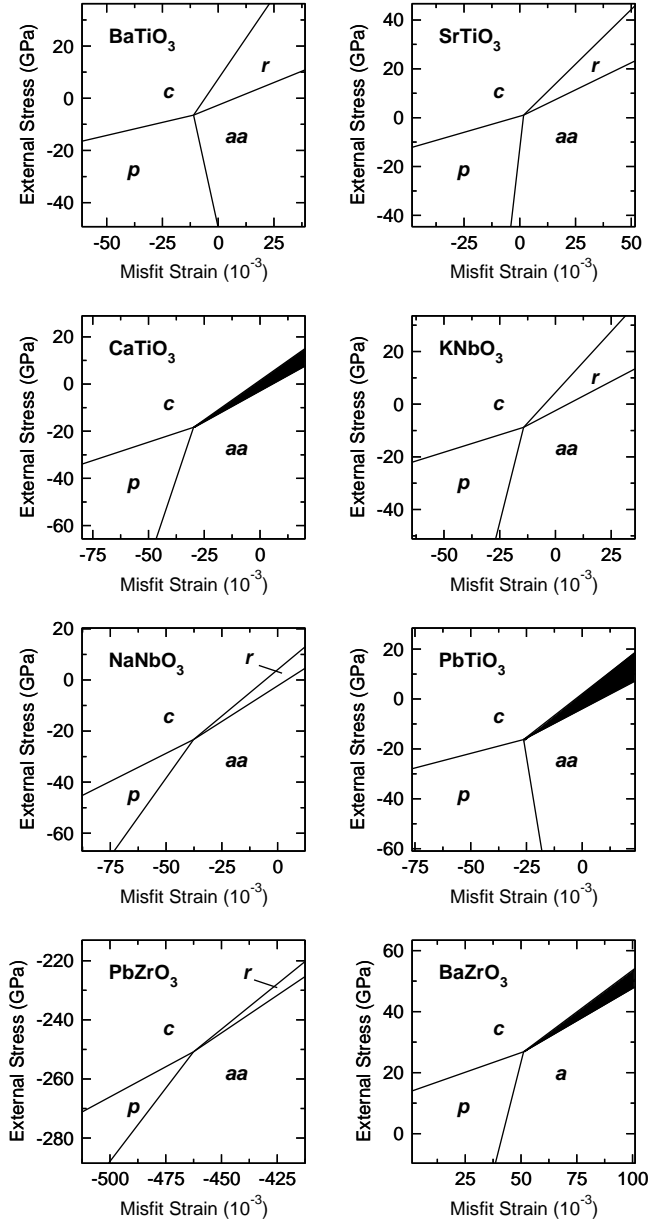 BaTiO3
c
r
p
aa
20
0
-20
-40
-50
-25
0
25
External Stress (GPa)
Misfit Strain (10-3)
SrTiO3
c
r
p
aa
40
20
0
-20
-40
-25
0
25
50
External Stress (GPa)
Misfit Strain (10-3)
CaTiO3
c
p
aa
20
0
-20
-40
-60
-75
-50
-25
0
External Stress (GPa)
Misfit Strain (10-3)
KNbO3
c
r
p
aa
20
0
-20
-40
-50
-25
0
25
External Stress (GPa)
Misfit Strain (10-3)
NaNbO3
r
c
p
aa
20
0
-20
-40
-60
-75
-50
-25
0
External Stress (GPa)
Misfit Strain (10-3)
PbTiO3
c
p
aa
20
0
-20
-40
-60
-75
-50
-25
0
External Stress (GPa)
Misfit Strain (10-3)
PbZrO3
r
c
p
aa
-220
-240
-260
-280
-500
-475
-450
-425
External Stress (GPa)
Misfit Strain (10-3)
BaZrO3
c
p
a
60
40
20
0
25
50
75
100
External Stress (GPa)
Misfit Strain (10-3)